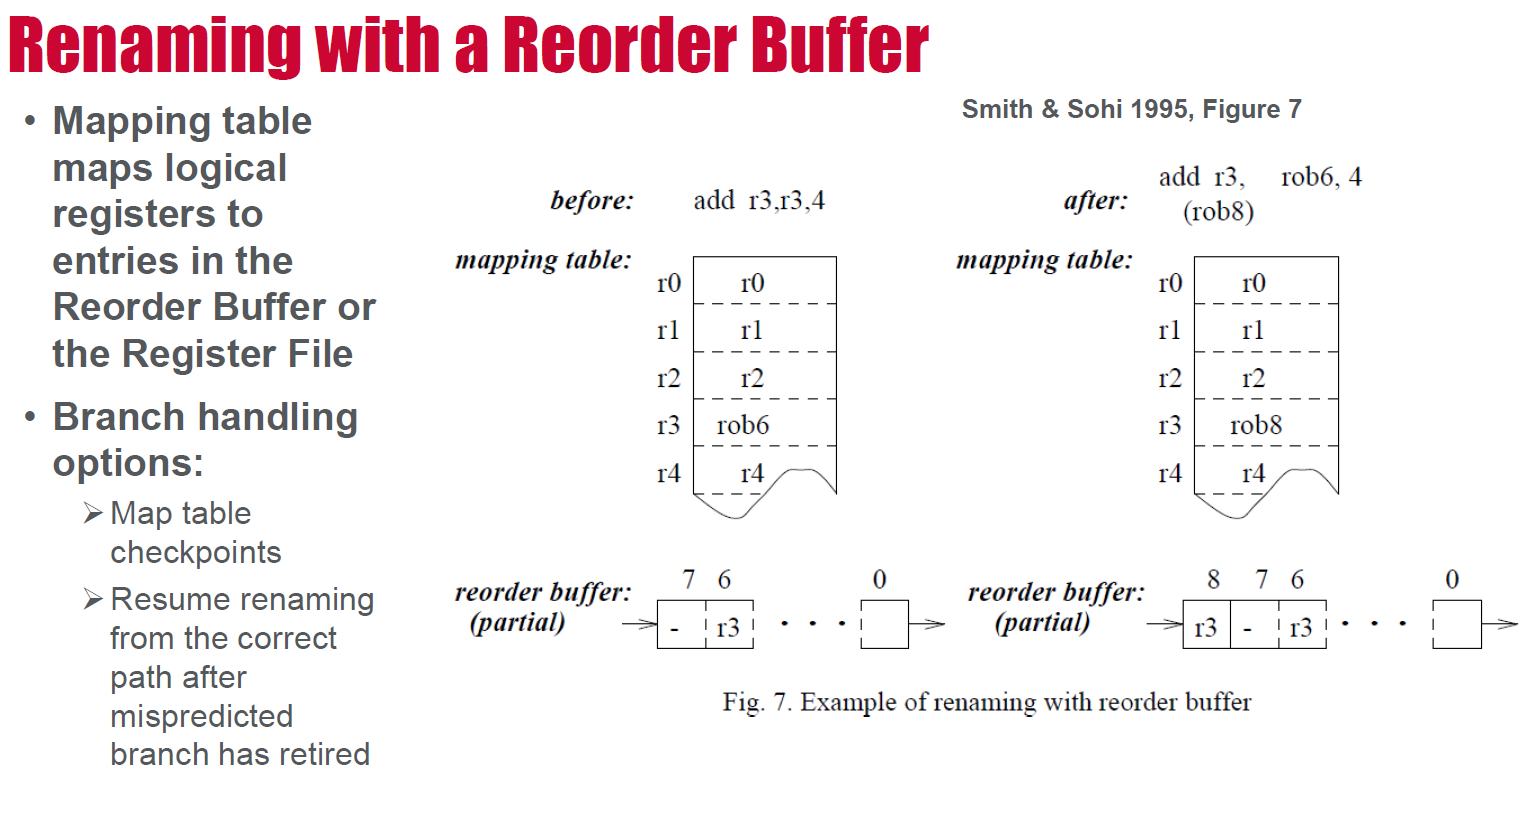 Renaming with a Reorder Buffer
• Mapping table
maps logical
registers to
entries in the
Reorder Buffer or
the Register File
• Branch handling
options:
➢ Map table
checkpoints
➢ Resume renaming
from the correct
path after
mispredicted
branch has retired
Smith & Sohi 1995, Figure 7
before: add r3,r3,4
mapping table:
r0 r0
r1 r1
r2 r2
r3 rob6
r4 r4
reorder buffer:
(partial)
7 6 0
- r3 . . .
after: add r3, rob6, 4
(rob8)
mapping table:
r0 r0
r1 r1
r2 r2
r3 rob8
r4 r4
reorder buffer:
(partial)
8 7 6 0
r3 - r3 . . .
Fig. 7. Example of renaming with reorder buffer